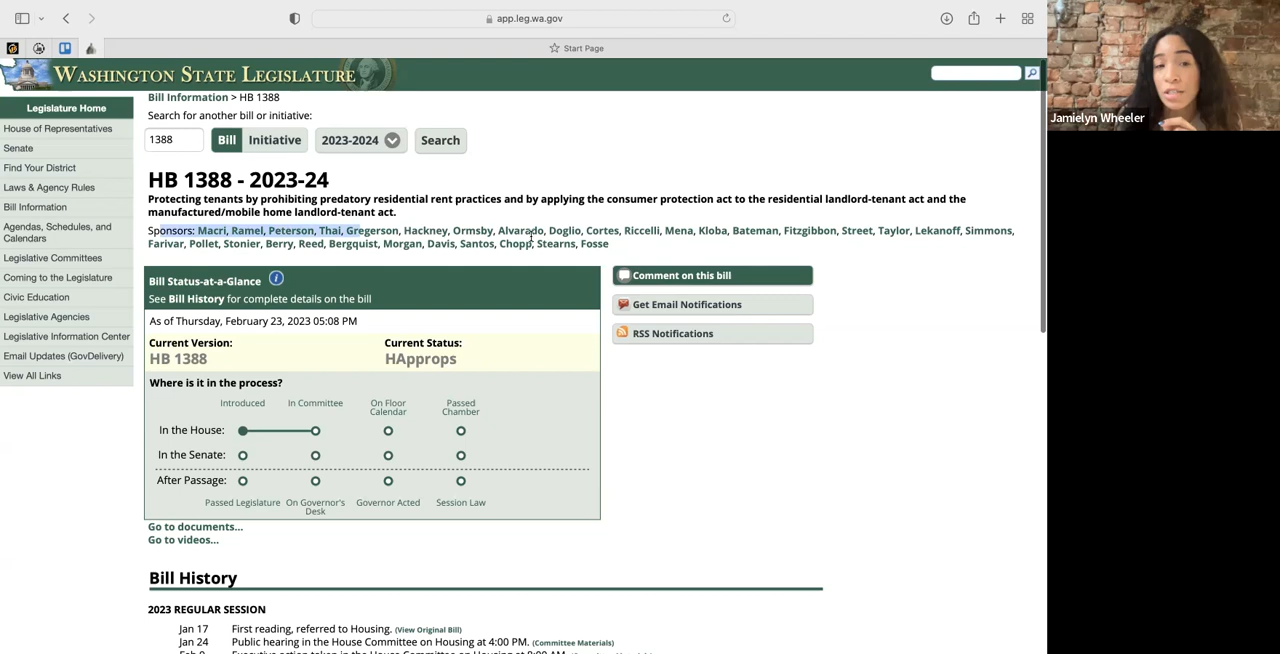 app.leg.wa.gov
Start Page
WASHINGTON STATE LEGISLATURE
Jamielyn Wheeler
Legislature Home
House of Representatives
Senate
Find Your District
Laws & Agency Rules
Bill Information
Agendas, Schedules, and
Calendars
Legislative Committees
Coming to the Legislature
Civic Education
Legislative Agencies
Legislative Information Center
Email Updates (GovDelivery)
View All Links
Bill Information > HB 1388
Search for another bill or initiative:
1388 Bill Initiative 2023-2024 Search
HB 1388 - 2023-24
Protecting tenants by prohibiting predatory residential rent practices and by applying the consumer protection act to the residential landlord-tenant act and the
manufactured/mobile home landlord-tenant act.
Sponsors: Macri, Ramel, Peterson, Thai, Gregerson, Hackney, Ormsby, Alvarado, Doglio, Cortes, Riccelli, Mena, Kloba, Bateman, Fitzgibbon, Street, Taylor, Lekanoff, Simmons,
Farivar, Pollet, Stonier, Berry, Reed, Bergquist, Morgan, Davis, Santos, Chopp, Stearns, Fosse
Bill Status-at-a-Glance i
See Bill History for complete details on the bill
As of Thursday, February 23, 2023 05:08 PM
Current Version: Current Status:
HB 1388 HApprops
Where is it in the process?
Introduced In Committee On Floor Calendar Passed Chamber
In the House:
In the Senate:
After Passage:
Passed Legislature On Governor's Desk Governor Acted Session Law
Comment on this bill
Get Email Notifications
RSS Notifications
Go to documents...
Go to videos...
Bill History
2023 REGULAR SESSION
Jan 17 First reading, referred to Housing. (View Original Bill)
Jan 24 Public hearing in the House Committee on Housing at 4:00 PM. (Committee Materials)